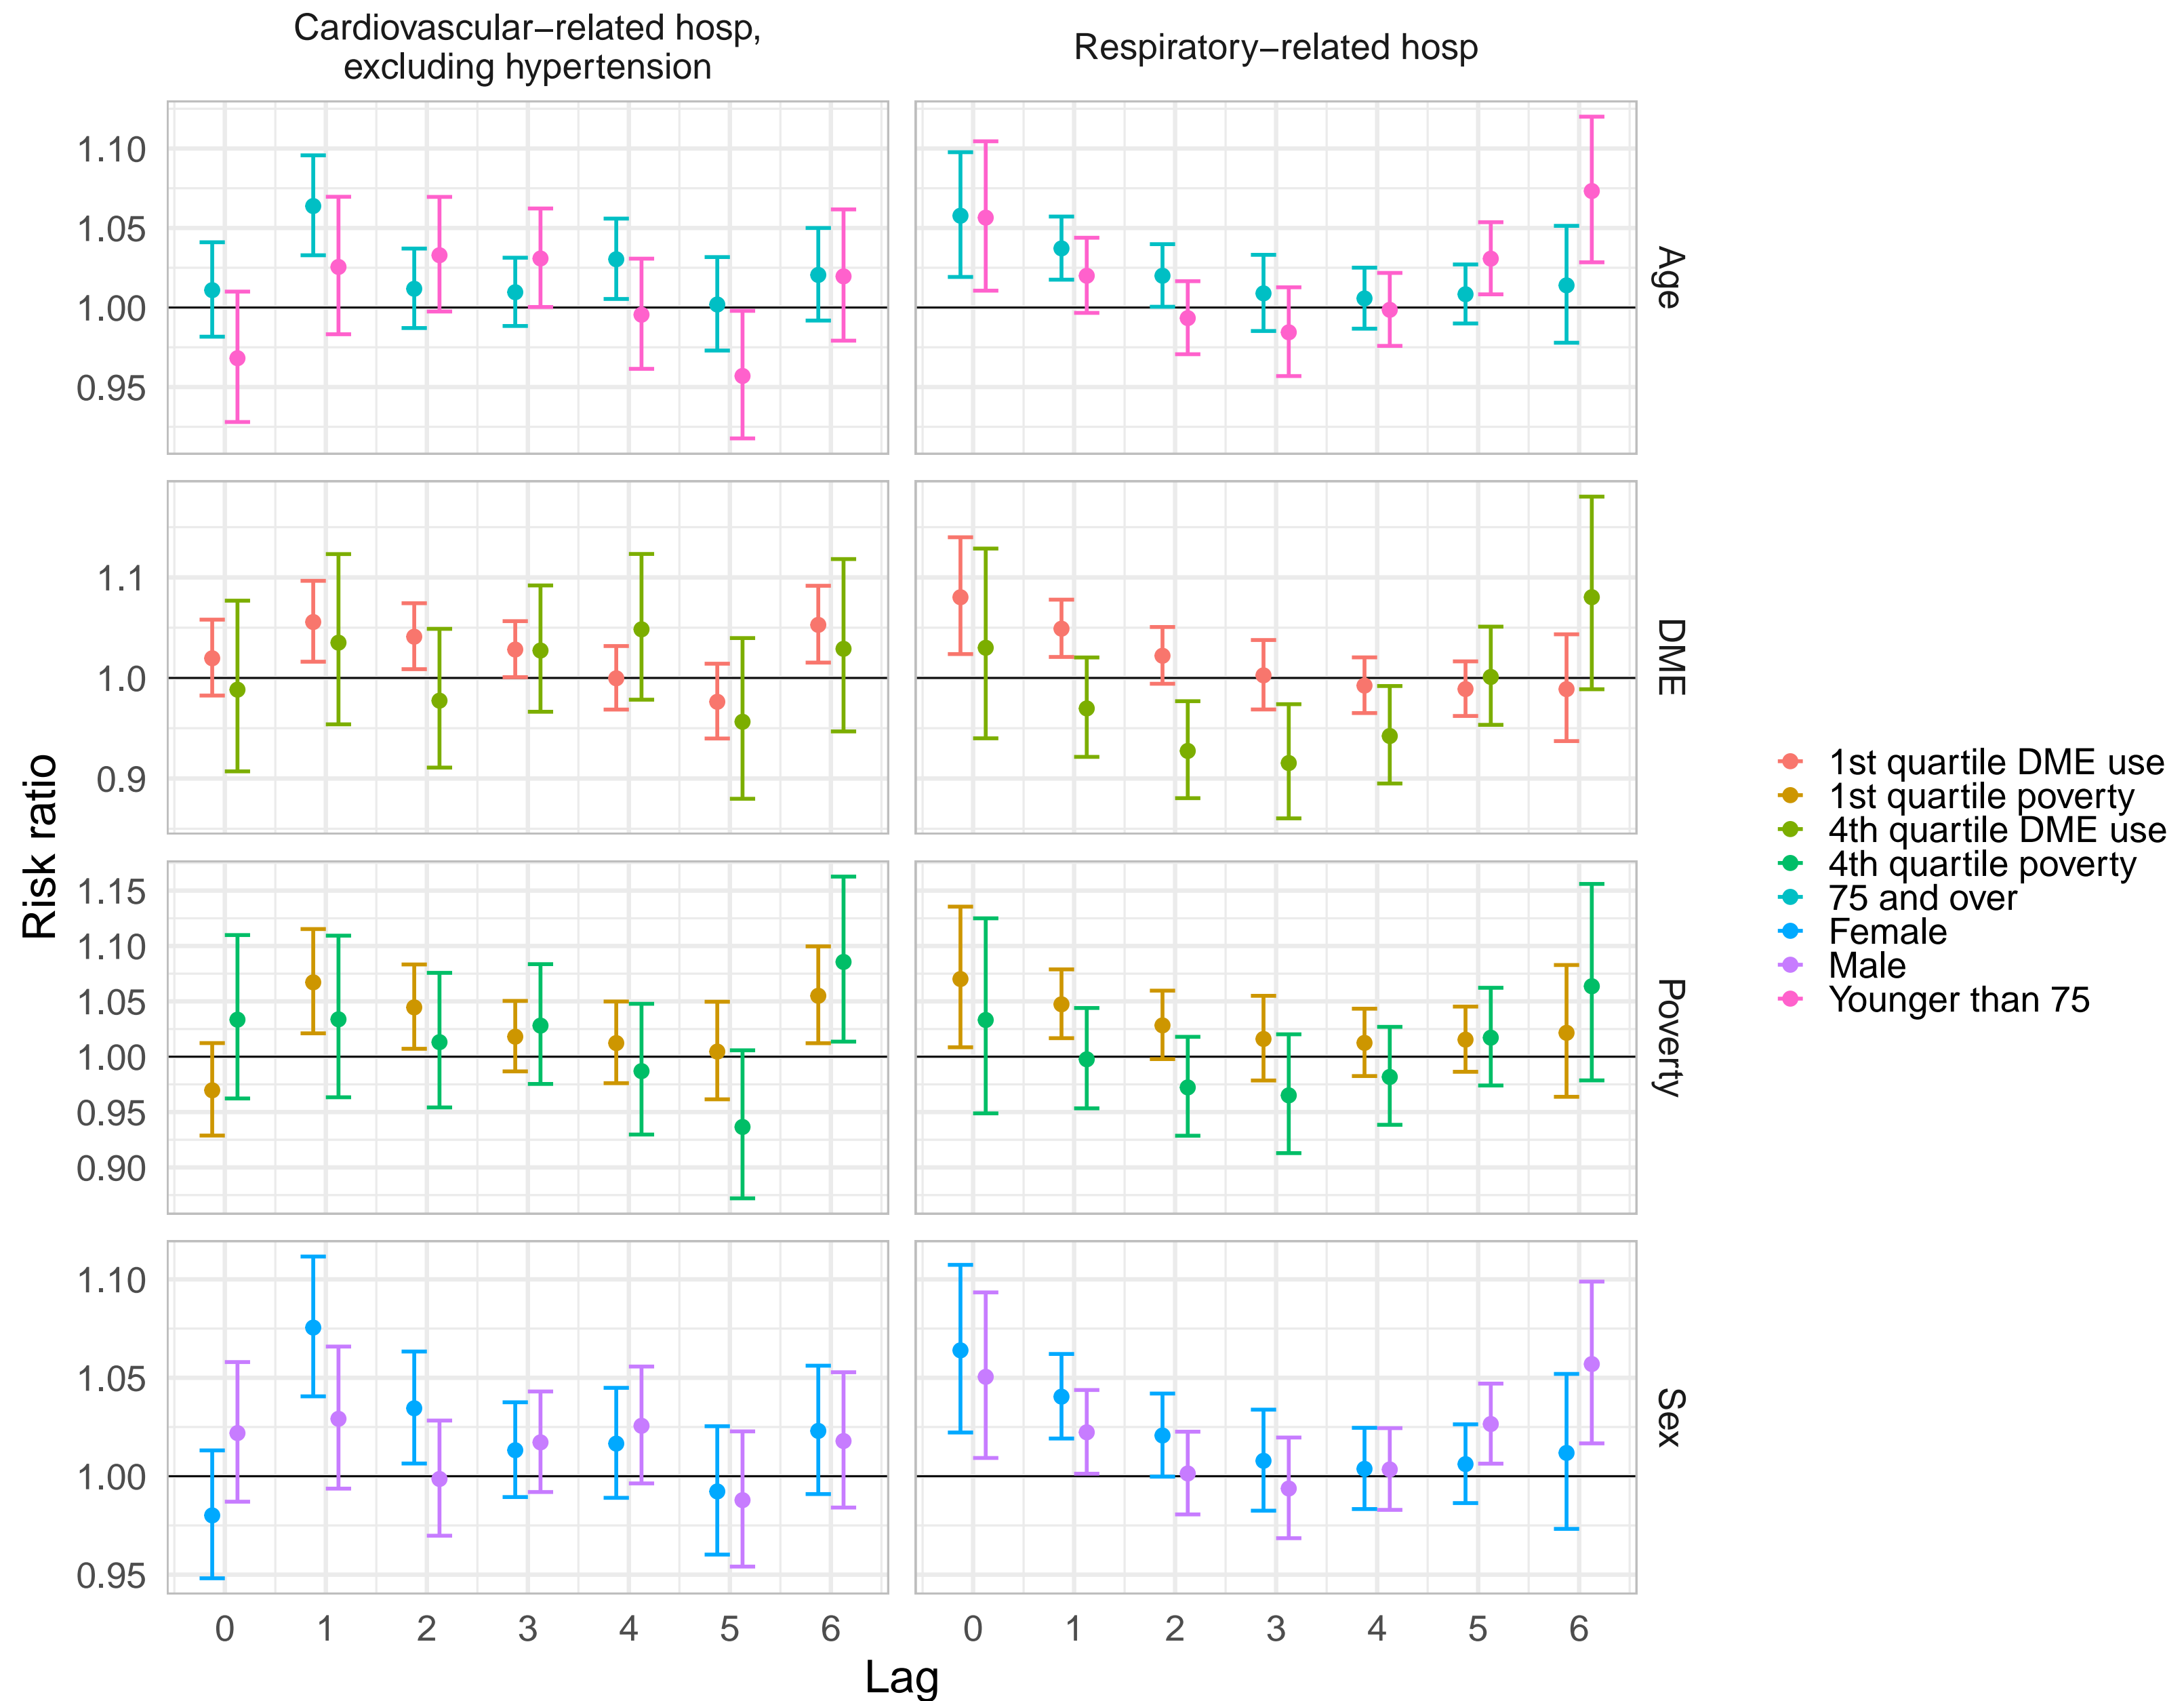 Cardiovascular−related hosp,
excluding hypertension
Respiratory−related hosp
1.10
1.05
1.00
0.95
Age
1.1
1.0
0.9
DME
1.15
1.10
1.05
1.00
0.95
0.90
Poverty
1.10
1.05
1.00
0.95
Sex
0 1 2 3 4 5 6
0 1 2 3 4 5 6
Lag
Risk ratio
1st quartile DME use
1st quartile poverty
4th quartile DME use
4th quartile poverty
75 and over
Female
Male
Younger than 75